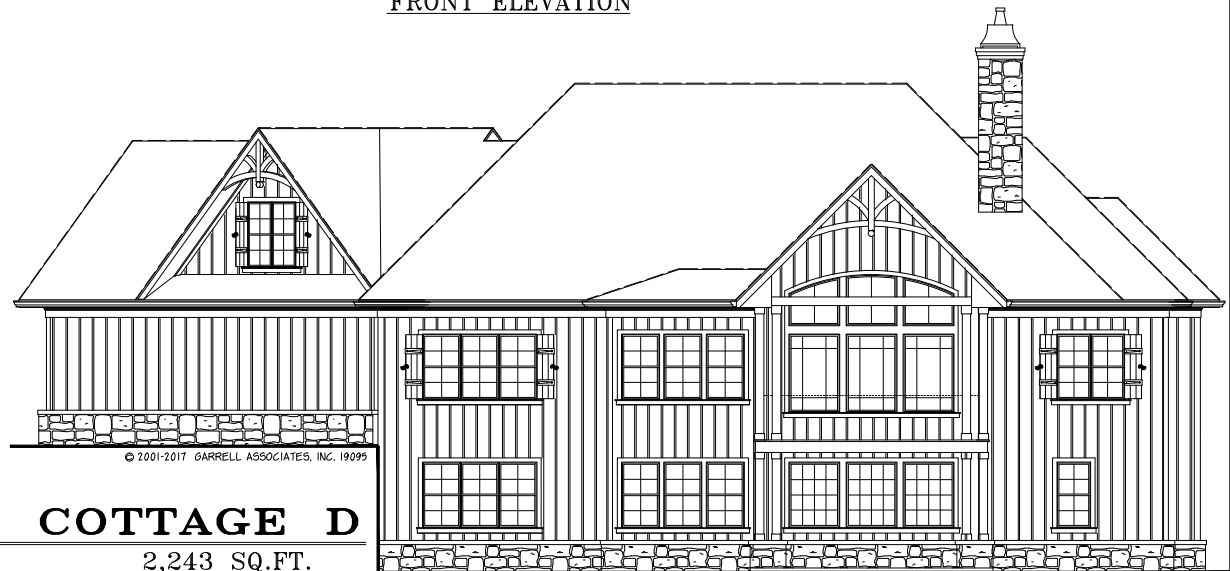 FRONT ELEVATION
© 2001-2017 GARRELL ASSOCIATES, INC. 19095
COTTAGE D
2,243 SQ.FT.